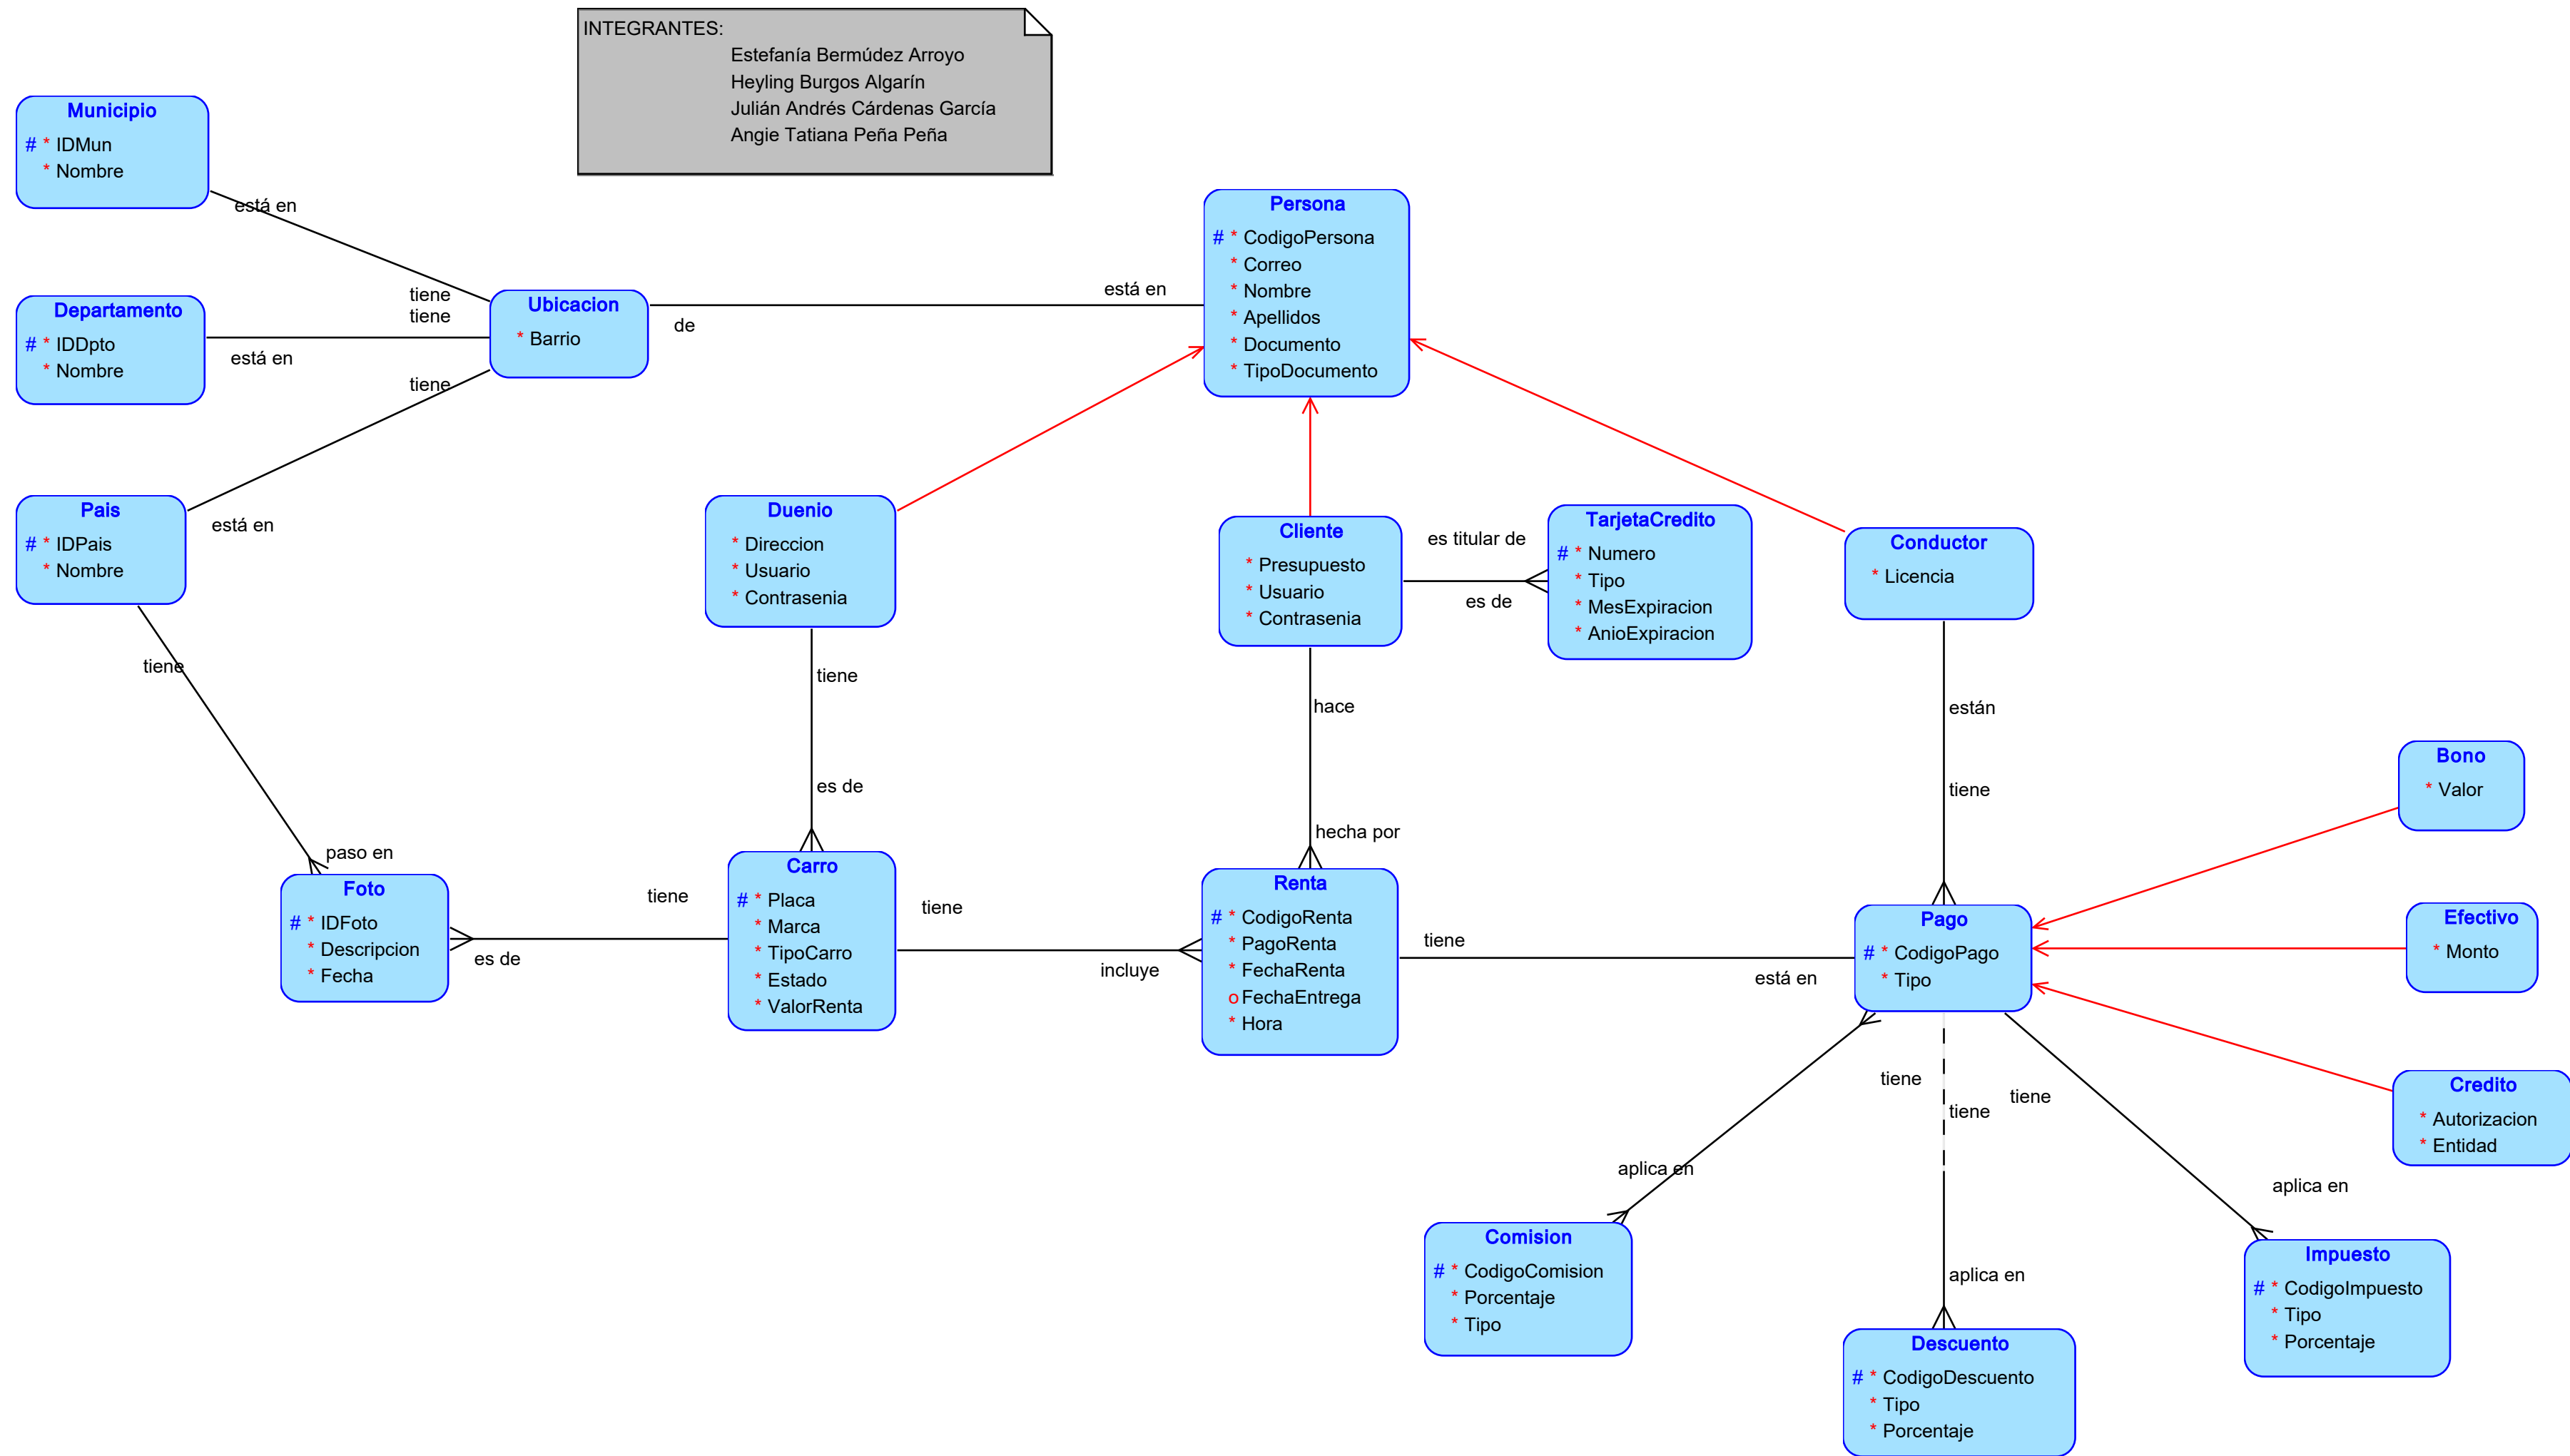 INTEGRANTES:
Estefanía Bermúdez Arroyo
Heyling Burgos Algarín
Julián Andrés Cárdenas García
Angie Tatiana Peña Peña
Municipio
# * IDMun
* Nombre
está en
tiene
Departamento
# * IDDpto
* Nombre
está en
tiene
Ubicacion
* Barrio
de
está en
Persona
# * CodigoPersona
* Correo
* Nombre
* Apellidos
* Documento
* TipoDocumento
tiene
está en
Pais
# * IDPais
* Nombre
tiene
paso en
Duenio
* Direccion
* Usuario
* Contrasenia
tiene
es de
Cliente
* Presupuesto
* Usuario
* Contrasenia
es titular de
es de
TarjetaCredito
# * Numero
* Tipo
* MesExpiracion
* AnioExpiracion
Conductor
* Licencia
hace
hecha por
están
tiene
Bono
* Valor
Foto
# * IDFoto
* Descripcion
* Fecha
tiene
es de
Carro
# * Placa
* Marca
* TipoCarro
* Estado
* ValorRenta
tiene
incluye
Renta
# * CodigoRenta
* PagoRenta
* FechaRenta
o FechaEntrega
* Hora
tiene
está en
Pago
# * CodigoPago
* Tipo
Efectivo
* Monto
Credito
* Autorizacion
* Entidad
tiene
tiene
tiene
aplica en
aplica en
aplica en
Comision
# * CodigoComision
* Porcentaje
* Tipo
Descuento
# * CodigoDescuento
* Tipo
* Porcentaje
Impuesto
# * CodigoImpuesto
* Tipo
* Porcentaje